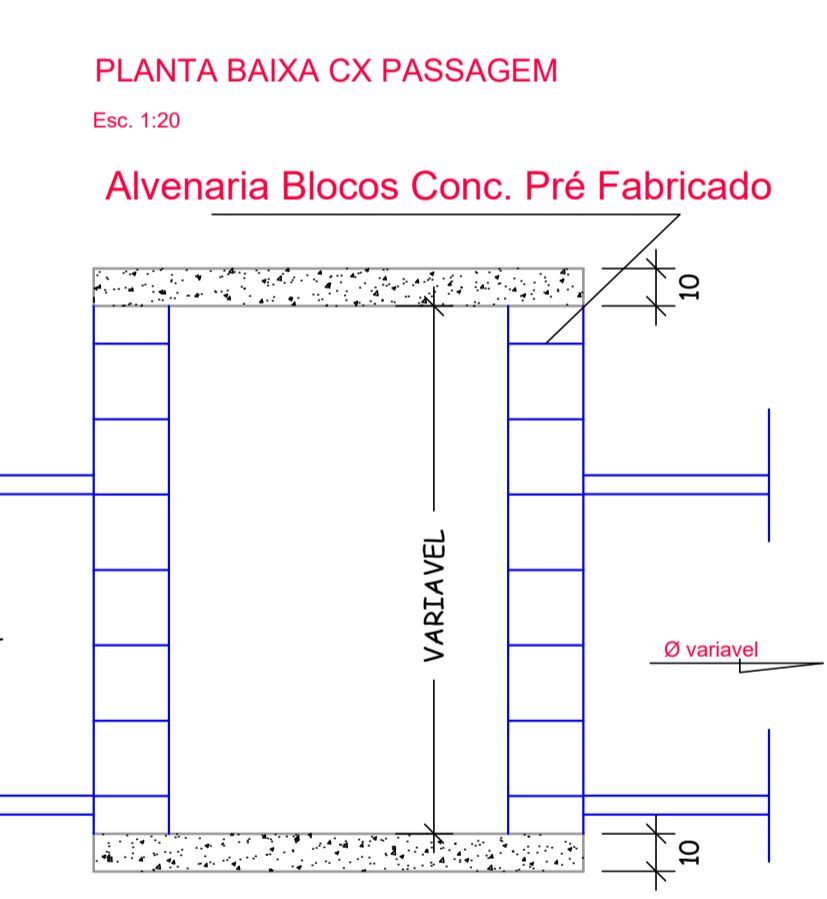 PLANTA BAIXA CX PASSAGEM
Esc. 1:20
Alvenaria Blocos Conc. Pré Fabricado
10
VARIAVEL
Ø variavel
10